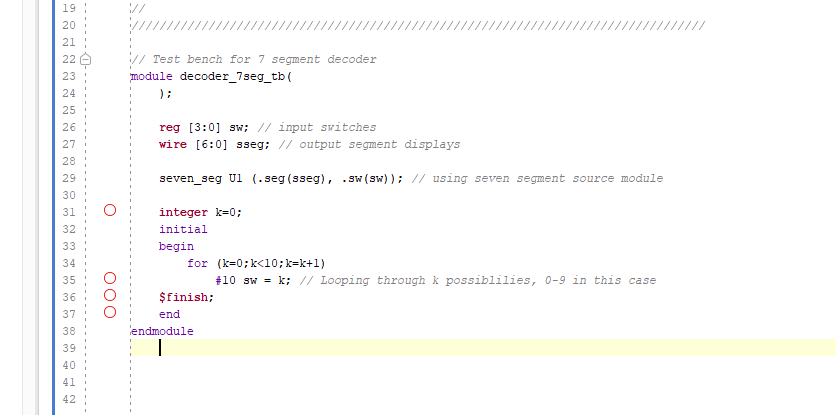 19 //
20 /////////////////////////////////////////////////////////////////////////////////
21
22 // Test bench for 7 segment decoder
23 module decoder_7seg_tb(
24 );
25
26 reg [3:0] sw; // input svitches
27 wire [6:0] sseg; // output segment displays
28
29 seven_seg U1 (.seg(sseg), .sw(sw)); // using seven segment source module
30
31 integer k=0;
32 initial
33 begin
34 for (k=0;k<10;k=k+1)
35 #10 sw = k; // Looping through k possiblilies, 0-9 in this case
36 $finish;
37 end
38 endmodule
39
40
41
42